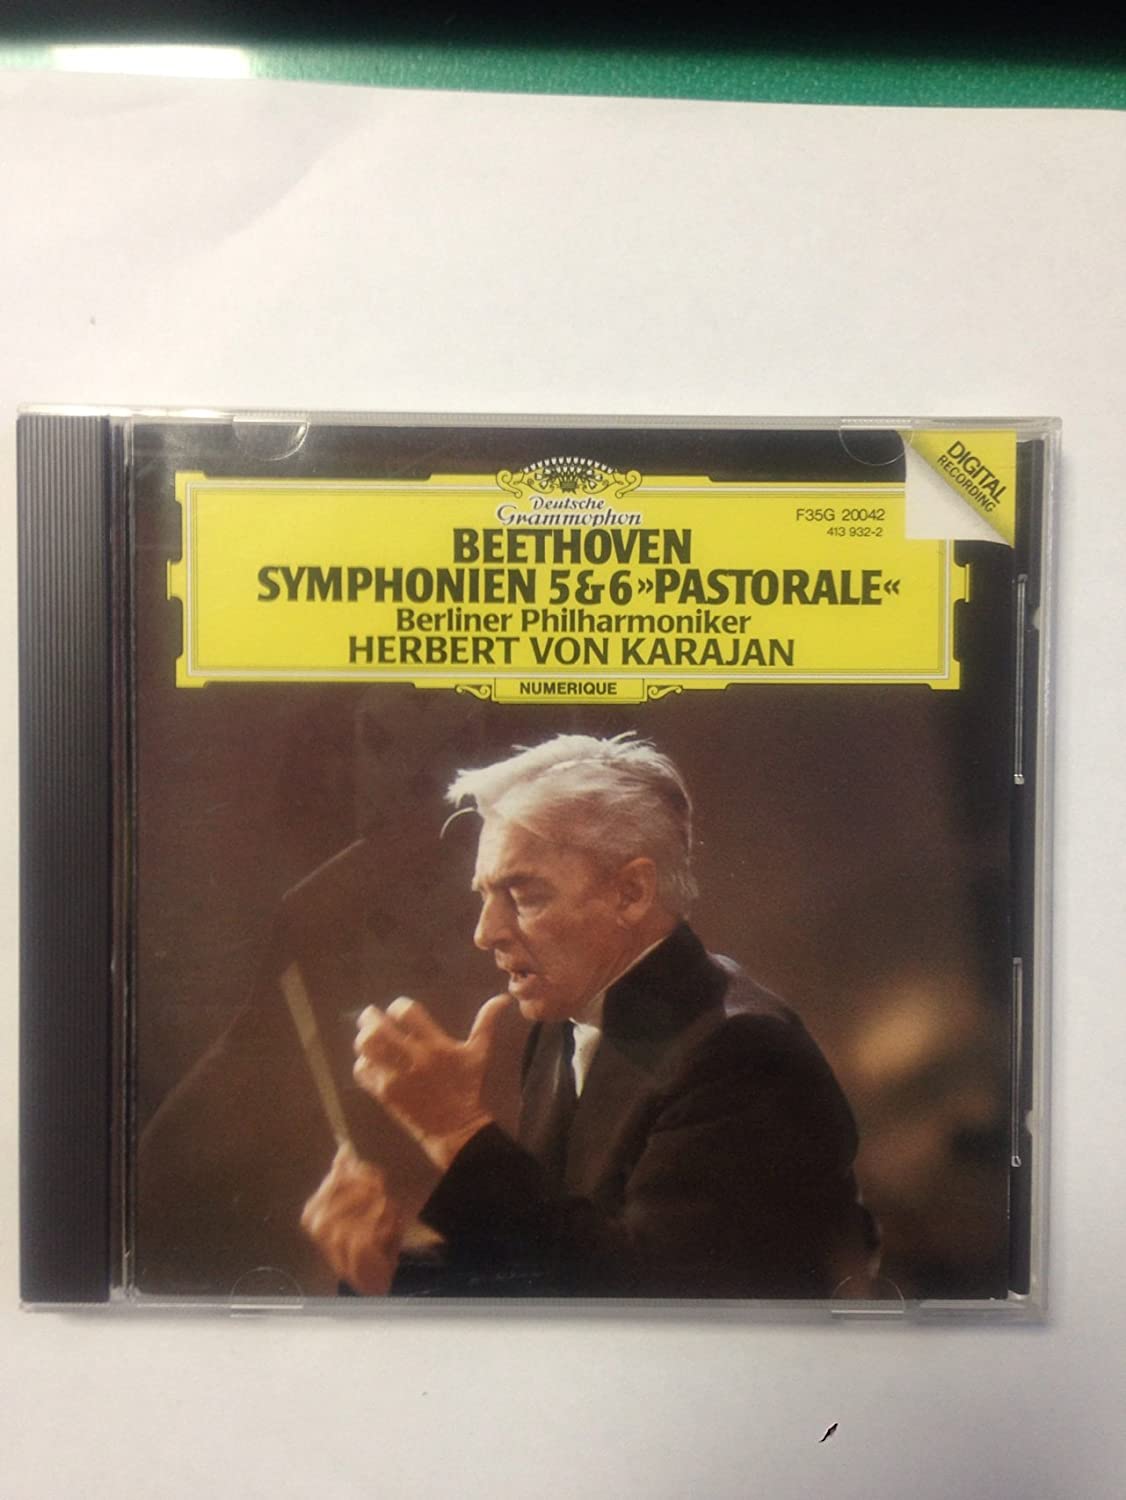 Deutsche
Grammophon
BEETHOVEN
SYMPHONIEN 5 & 6 »PASTORALE«
Berliner Philharmoniker
HERBERT VON KARAJAN
NUMERIQUE
F35G 20042
413 932-2
DIGITAL
RECORDING